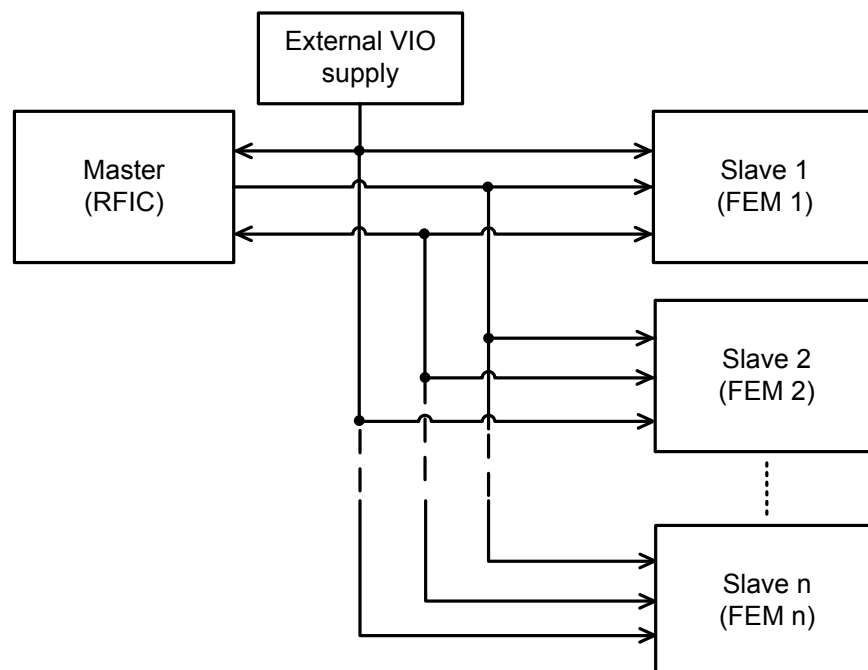 External VIO
supply
Master
(RFIC)
Slave 1
(FEM 1)
Slave 2
(FEM 2)
Slave n
(FEM n)